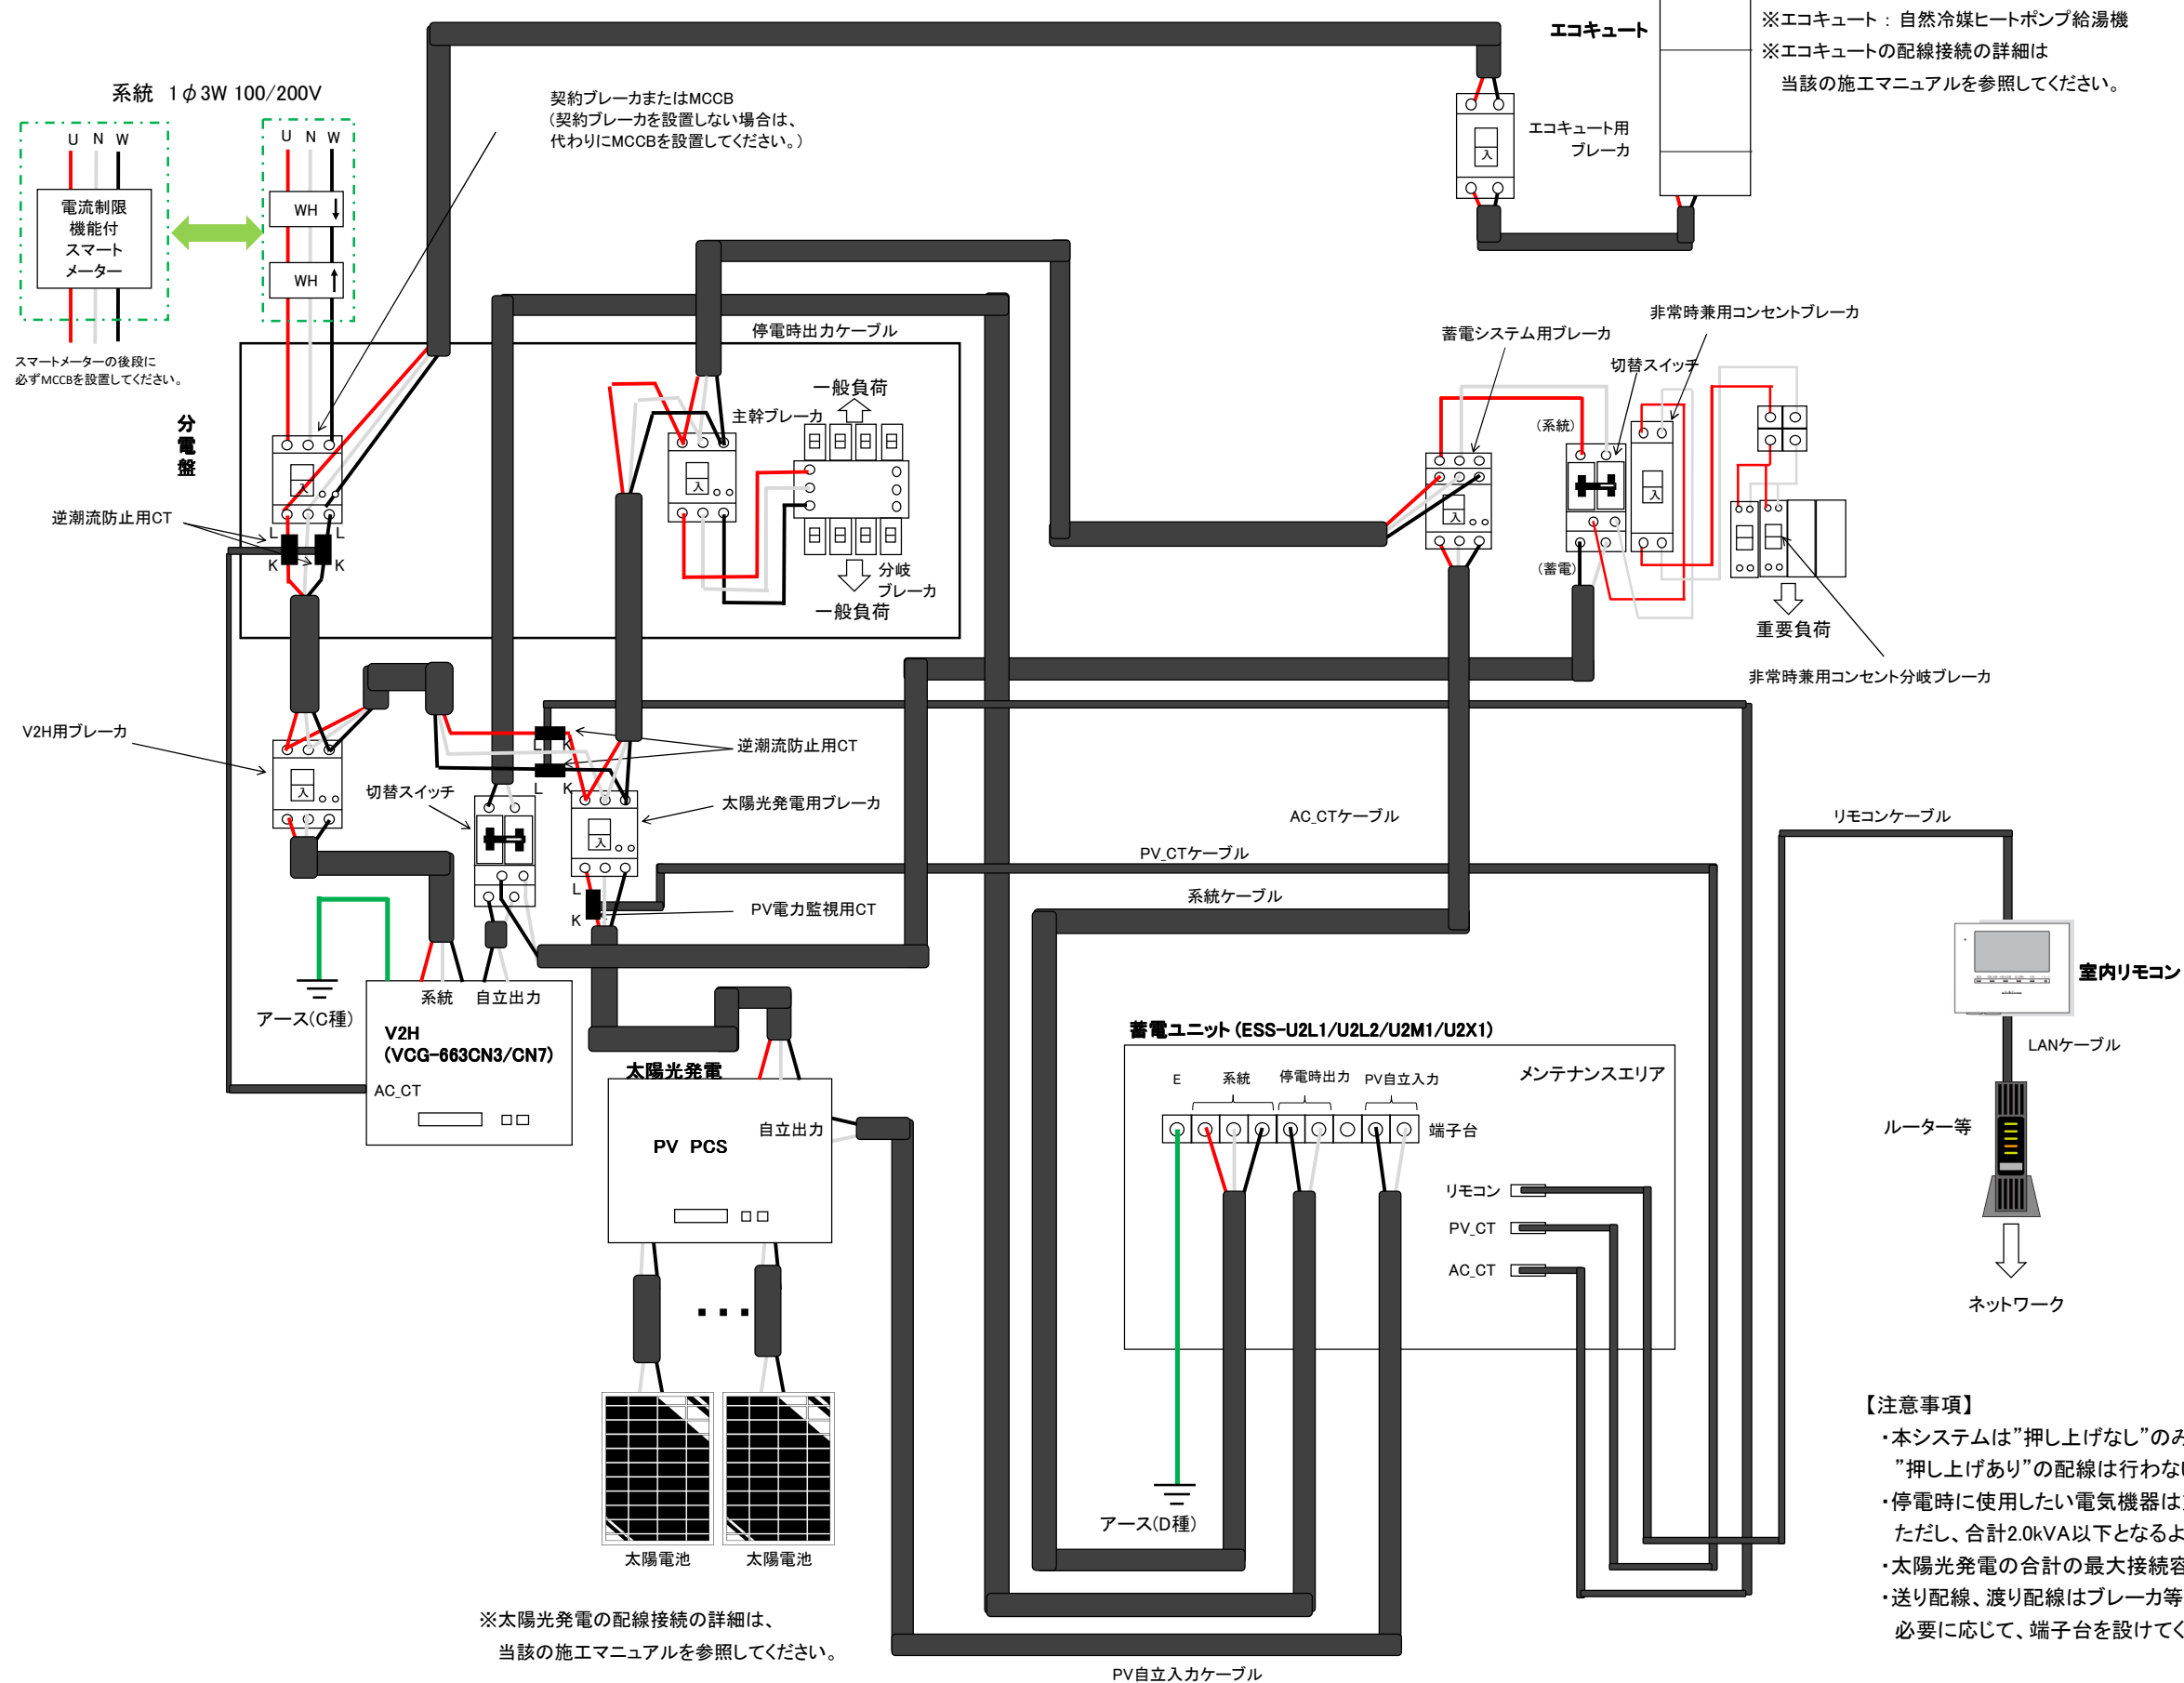 エコキュート
※エコキュート：自然冷媒ヒートポンプ給湯機
※エコキュートの配線接続の詳細は
当該の施工マニュアルを参照してください。
系統 1φ3W 100/200V
契約ブレーカまたはMCCB
(契約ブレーカを設置しない場合は、
代わりにMCCBを設置してください。)
エコキュート用
ブレーカ
入
U N W
U N W
電流制限
機能付
スマート
メーター
WH
WH
スマートメーターの後段に
必ずMCCBを設置してください。
停電時出力ケーブル
非常時兼用コンセントブレーカ
蓄電システム用ブレーカ
切替スイッチ
分電盤
一般負荷
主幹ブレーカ
(系統)
入
入
入
入
逆潮流防止用CT
L
L
K
K
分岐
ブレーカ
一般負荷
(蓄電)
重要負荷
非常時兼用コンセント分岐ブレーカ
V2H用ブレーカ
入
逆潮流防止用CT
L
K
L
K
切替スイッチ
太陽光発電用ブレーカ
入
AC_CTケーブル
リモコンケーブル
PV_CTケーブル
系統ケーブル
L
K
PV電力監視用CT
室内リモコン
アース(C種)
系統
自立出力
V2H
(VCG-663CN3/CN7)
AC_CT
蓄電ユニット(ESS-U2L1/U2L2/U2M1/U2X1)
LANケーブル
太陽光発電
メンテナンスエリア
E
系統
停電時出力
PV自立入力
端子台
自立出力
PV PCS
ルーター等
リモコン
PV_CT
AC_CT
ネットワーク
アース(D種)
太陽電池
太陽電池
※太陽光発電の配線接続の詳細は、
当該の施工マニュアルを参照してください。
PV自立入力ケーブル
【注意事項】
・本システムは”押し上げなし”のみ
”押し上げあり”の配線は行わな
・停電時に使用したい電気機器は
ただし、合計2.0kVA以下となるよ
・太陽光発電の合計の最大接続容
・送り配線、渡り配線はブレーカ等
必要に応じて、端子台を設けてく